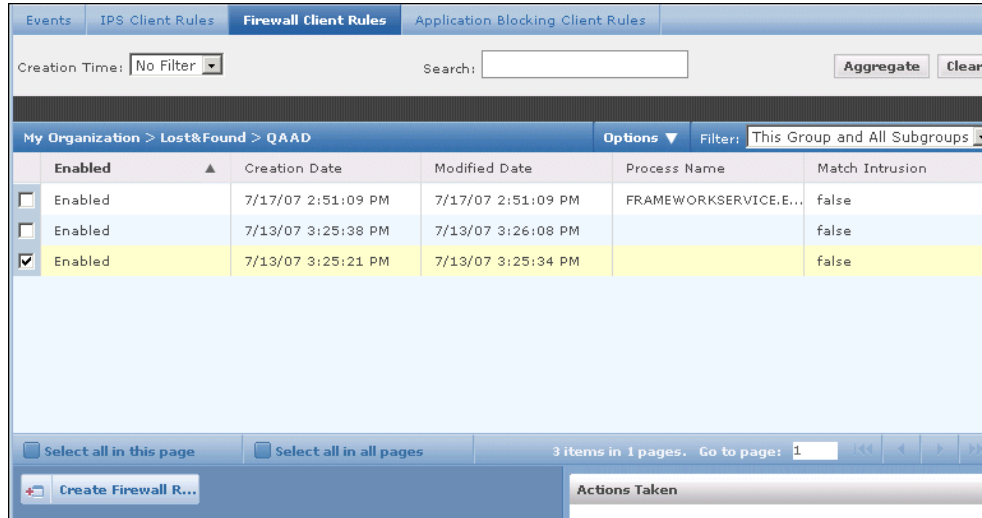 Events IPS Client Rules Firewall Client Rules Application Blocking Client Rules
Creation Time: No Filter Search: Aggregate Clear
My Organization > Lost&Found > QAAD Options Filter: This Group and All Subgroups
Enabled Creation Date Modified Date Process Name Match Intrusion
Enabled 7/17/07 2:51:09 PM 7/17/07 2:51:09 PM FRAMEWORKSERVICE.E... false
Enabled 7/13/07 3:25:38 PM 7/13/07 3:26:08 PM false
Enabled 7/13/07 3:25:21 PM 7/13/07 3:25:34 PM false
Select all in this page Select all in all pages 3 items in 1 pages. Go to page: 1
Create Firewall R... Actions Taken